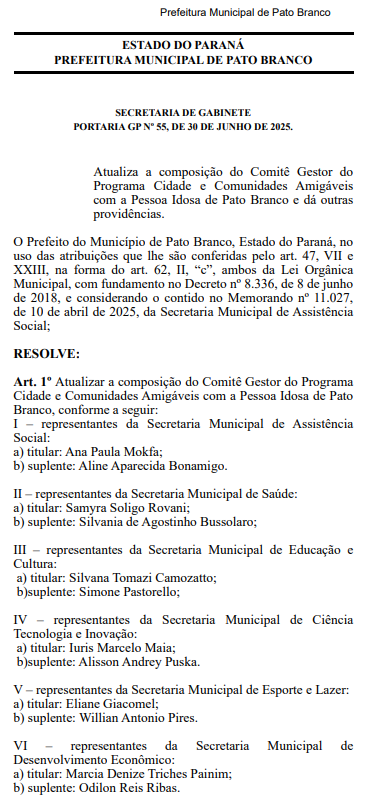 Prefeitura Municipal de Pato Branco
ESTADO DO PARANÁ
PREFEITURA MUNICIPAL DE PATO BRANCO
SECRETARIA DE GABINETE
PORTARIA GP Nº 55, DE 30 DE JUNHO DE 2025.
Atualiza a composição do Comitê Gestor do
Programa Cidade e Comunidades Amigáveis
com a Pessoa Idosa de Pato Branco e dá outras
providências.
O Prefeito do Município de Pato Branco, Estado do Paraná, no
uso das atribuições que lhe são conferidas pelo art. 47, VII e
XXIII, na forma do art. 62, II, “c”, ambos da Lei Orgânica
Municipal, com fundamento no Decreto nº 8.336, de 8 de junho
de 2018, e considerando o contido no Memorando nº 11.027,
de 10 de abril de 2025, da Secretaria Municipal de Assistência
Social;
RESOLVE:
Art. 1º Atualizar a composição do Comitê Gestor do Programa
Cidade e Comunidades Amigáveis com a Pessoa Idosa de Pato
Branco, conforme a seguir:
I – representantes da Secretaria Municipal de Assistência
Social:
a) titular: Ana Paula Mokfa;
b) suplente: Aline Aparecida Bonamigo.
II – representantes da Secretaria Municipal de Saúde:
a) titular: Samyra Soligo Rovani;
b) suplente: Silvania de Agostinho Bussolaro;
III – representantes da Secretaria Municipal de Educação e
Cultura:
a) titular: Silvana Tomazi Camozatto;
b)suplente: Simone Pastorello;
IV – representantes da Secretaria Municipal de Ciência
Tecnologia e Inovação:
a) titular: Iuris Marcelo Maia;
b)suplente: Alisson Andrey Puska.
V – representantes da Secretaria Municipal de Esporte e Lazer:
a) titular: Eliane Giacomel;
b) suplente: Willian Antonio Pires.
VI – representantes da Secretaria Municipal de
Desenvolvimento Econômico:
a) titular: Marcia Denize Triches Painim;
b) suplente: Odilon Reis Ribas.